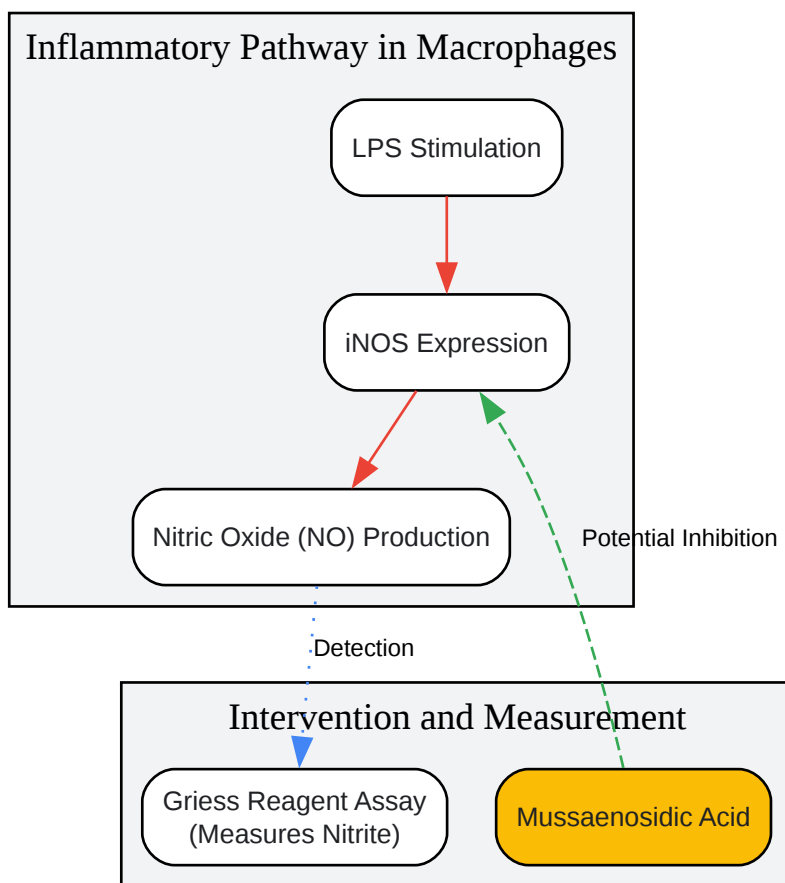 Inflammatory Pathway in Macrophages
LPS Stimulation
iNOS Expression
Nitric Oxide (NO) Production
Potential Inhibition
Detection
Intervention and Measurement
Griess Reagent Assay
(Measures Nitrite)
Mussaenosidic Acid